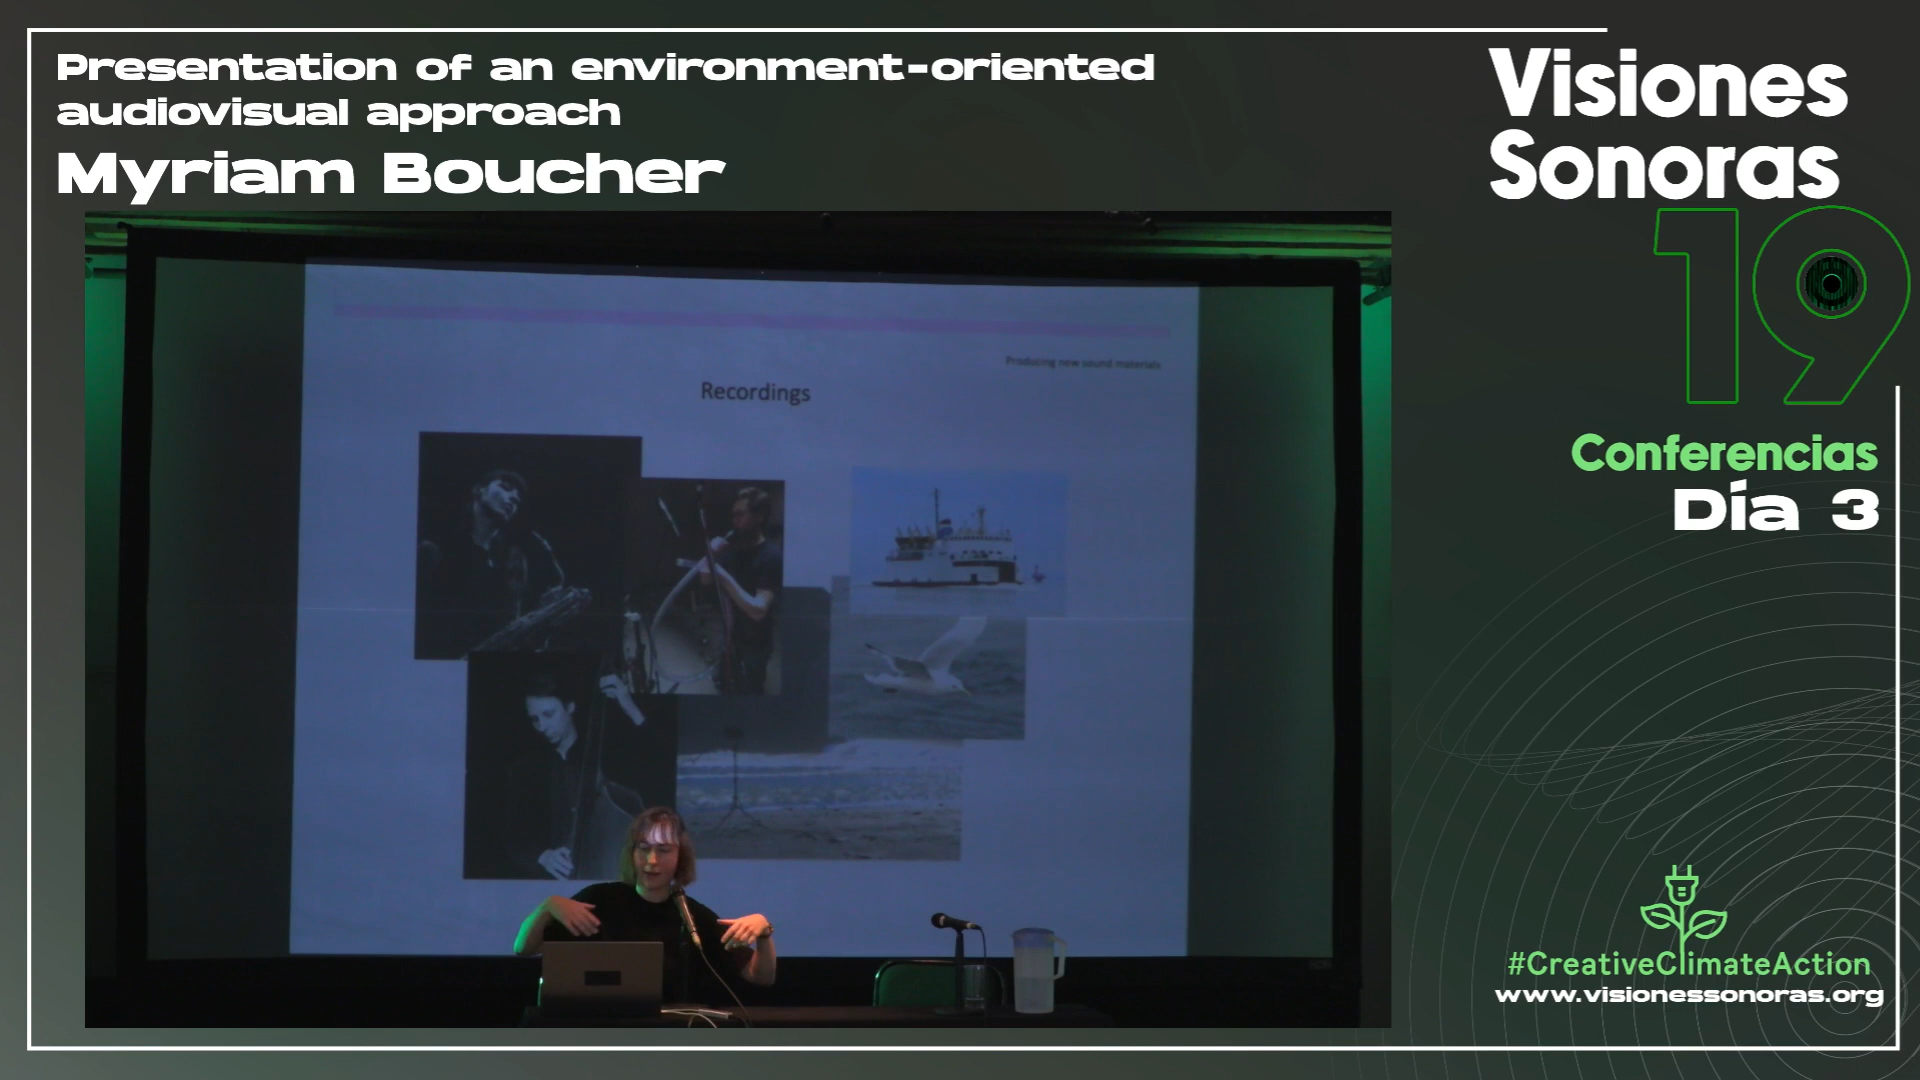 Presentation of an environment-oriented
audiovisual approach
Myriam Boucher
Visiones
Sonoras
19
Conferencias
Día 3
Producing new sound materials
Recordings
#CreativeClimateAction
www.visionessonoras.org